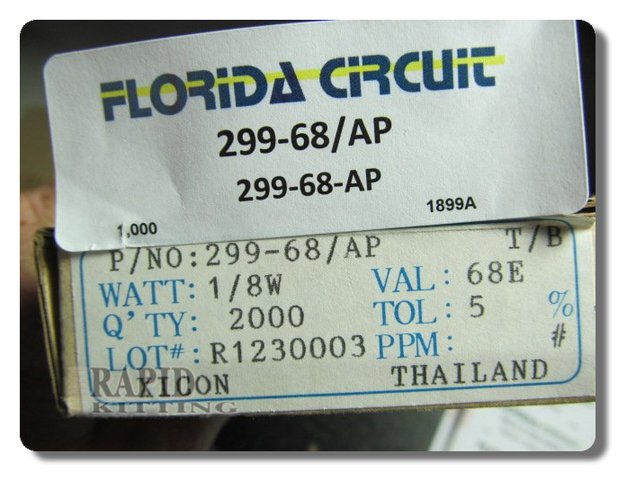 FLORIDA CIRCUIT
299-68/AP
299-68-AP
1,000 1899A
P/NO:299-68/AP T/B
WATT: 1/8W VAL: 68E
Q'TY: 2000 TOL: 5 %
LOT#: R1230003 PPM: #
XICON THAILAND
RAPID
KITTING